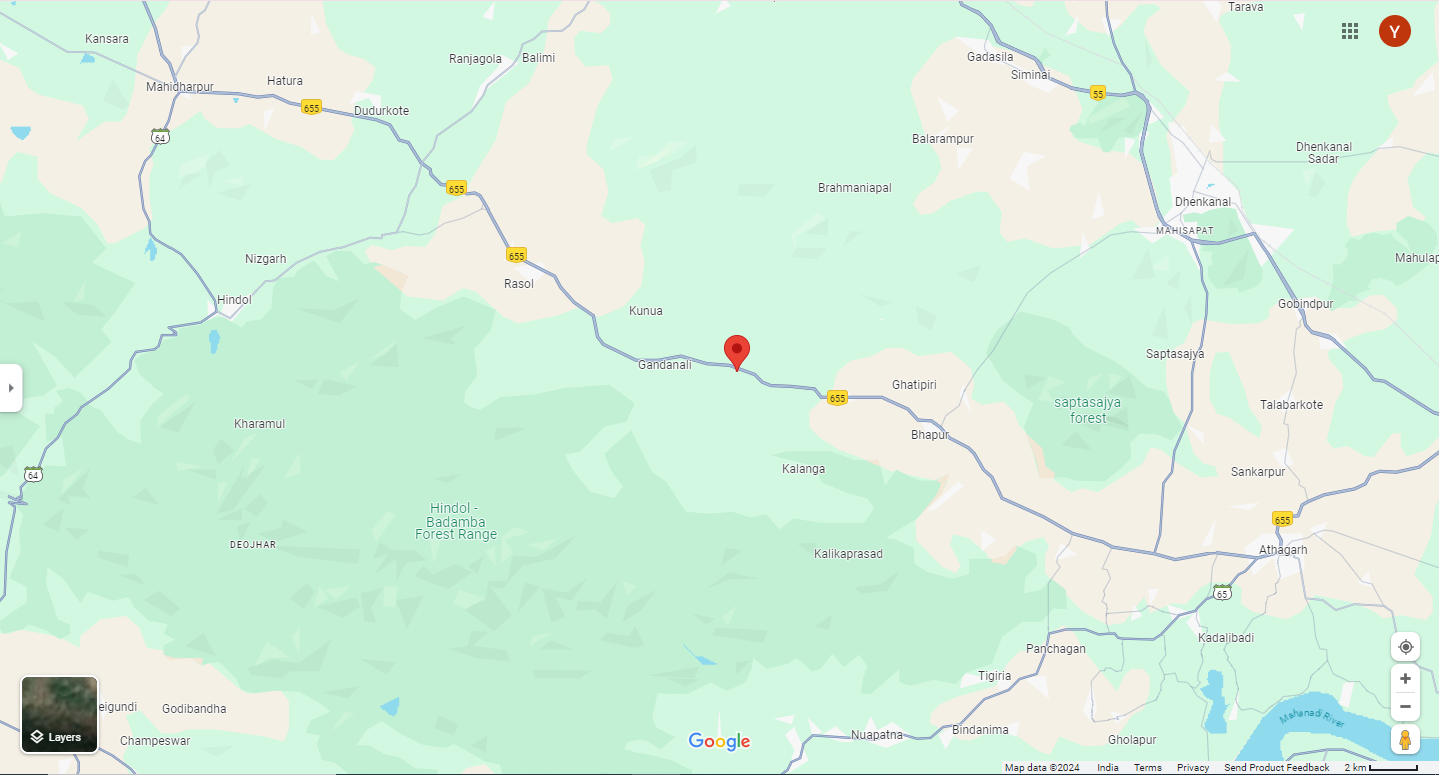 Tarava
Kansara
Ranjagola
Balimi
Gadasila
Y
Siminai
Mahidharpur
Hatura
655
Dudurkote
55
64
Balarampur
Dhenkanal
Sadar
655
Brahmaniapal
Dhenkanal
MAHISAPAT
Nizgarh
655
Rasol
Mahulap
Hindol
Kunua
Gobindpur
Gandanali
Saptasajya
Ghatipiri
655
saptasajya
forest
Talabarkote
Kharamul
Bhapur
64
Kalanga
Sankarpur
Hindol -
Badamba
Forest Range
655
DEOJHAR
Kalikaprasad
Athagarh
65
Kadalibadi
Panchagan
Tigiria
eigundi
Godibandha
Mahanadi River
Layers
Champeswar
Google
Nuapatna
Bindanima
Gholapur
Map data ©2024 India Terms Privacy Send Product Feedback 2 km